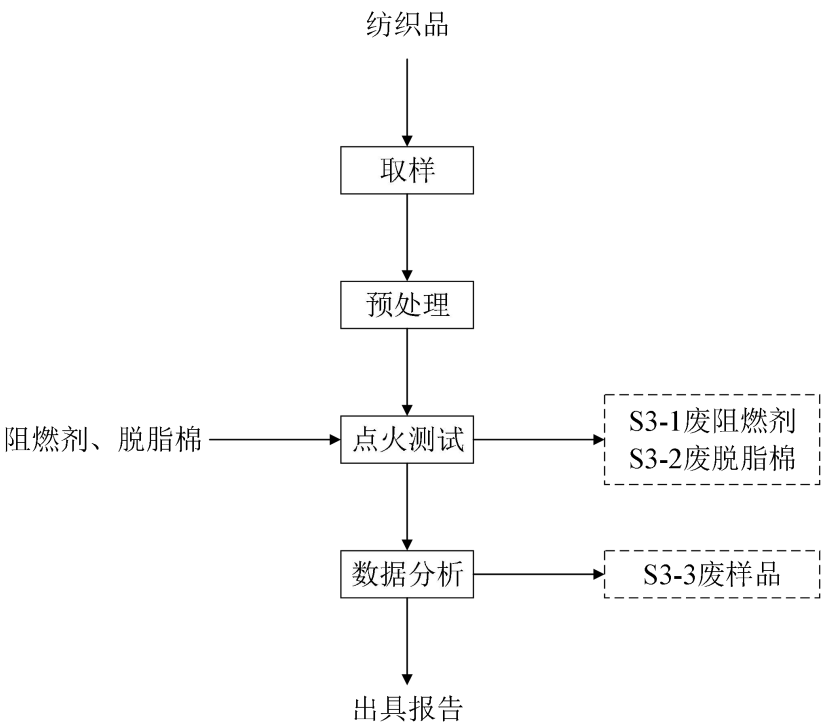 纺织品
取样
预处理
阻燃剂、脱脂棉
点火测试
S3-1废阻燃剂
S3-2废脱脂棉
数据分析
S3-3废样品
出具报告